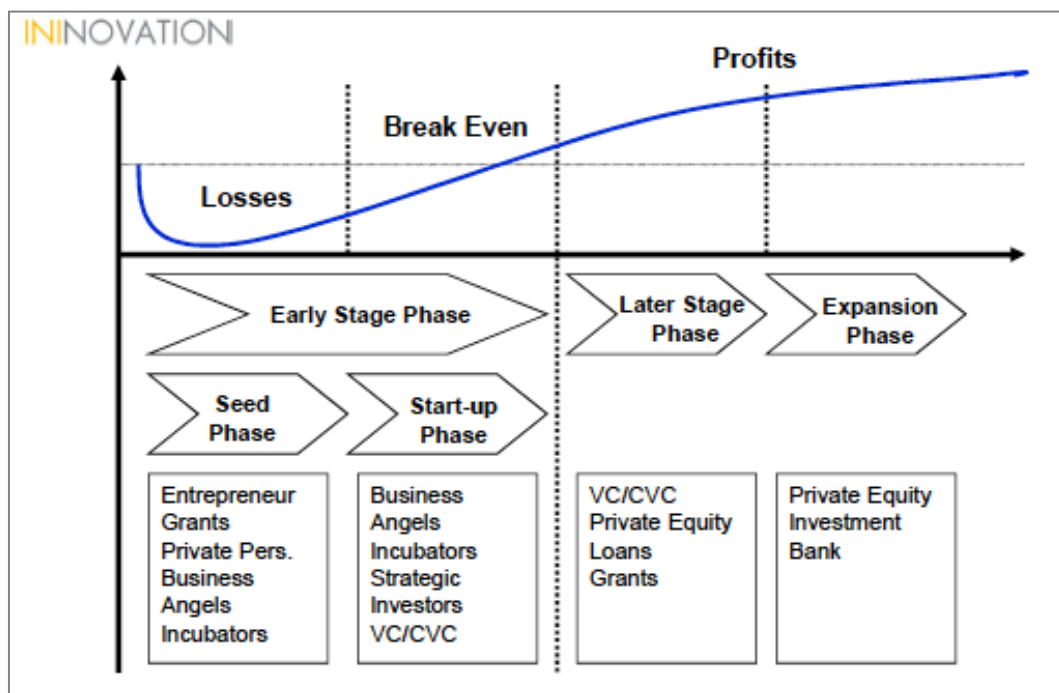 ININNOVATION
Profits
Break Even
Losses
Early Stage Phase
Later Stage
Phase
Expansion
Phase
Seed
Phase
Start-up
Phase
Entrepreneur
Grants
Private Pers.
Business
Angels
Incubators
Business
Angels
Incubators
Strategic
Investors
VC/CVC
VC/CVC
Private Equity
Loans
Grants
Private Equity
Investment
Bank